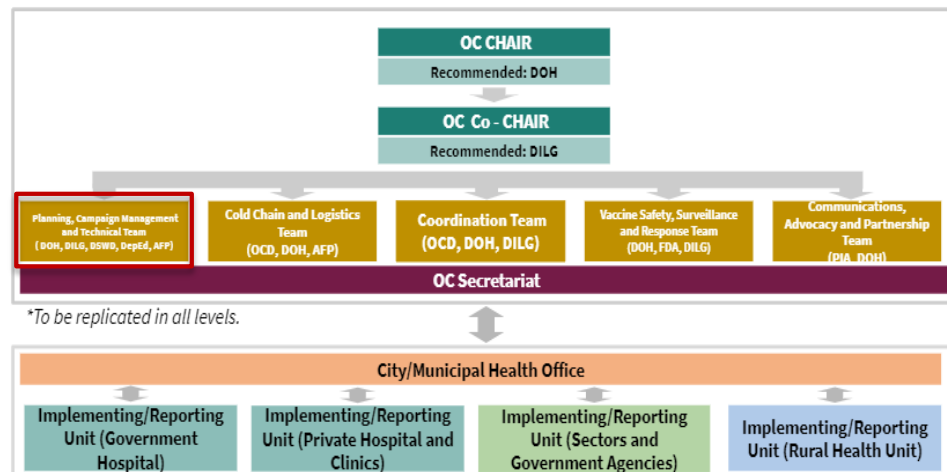 OC CHAIR
Recommended: DOH
OC Co - CHAIR
Recommended: DILG
Planning, Campaign Management
and Technical Team
( DOH, DILG, DSWD, DepEd, AFP)
Cold Chain and Logistics
Team
(OCD, DOH, AFP)
Coordination Team
(OCD, DOH, DILG)
Vaccine Safety, Surveillance
and Response Team
(DOH, FDA, DILG)
Communications,
Advocacy and Partnership
Team
(PIA, DOH)
OC Secretariat
*To be replicated in all levels.
City/Municipal Health Office
Implementing/Reporting
Unit (Government
Hospital)
Implementing/Reporting
Unit (Private Hospital and
Clinics)
Implementing/Reporting
Unit (Sectors and
Government Agencies)
Implementing/Reporting
Unit (Rural Health Unit)